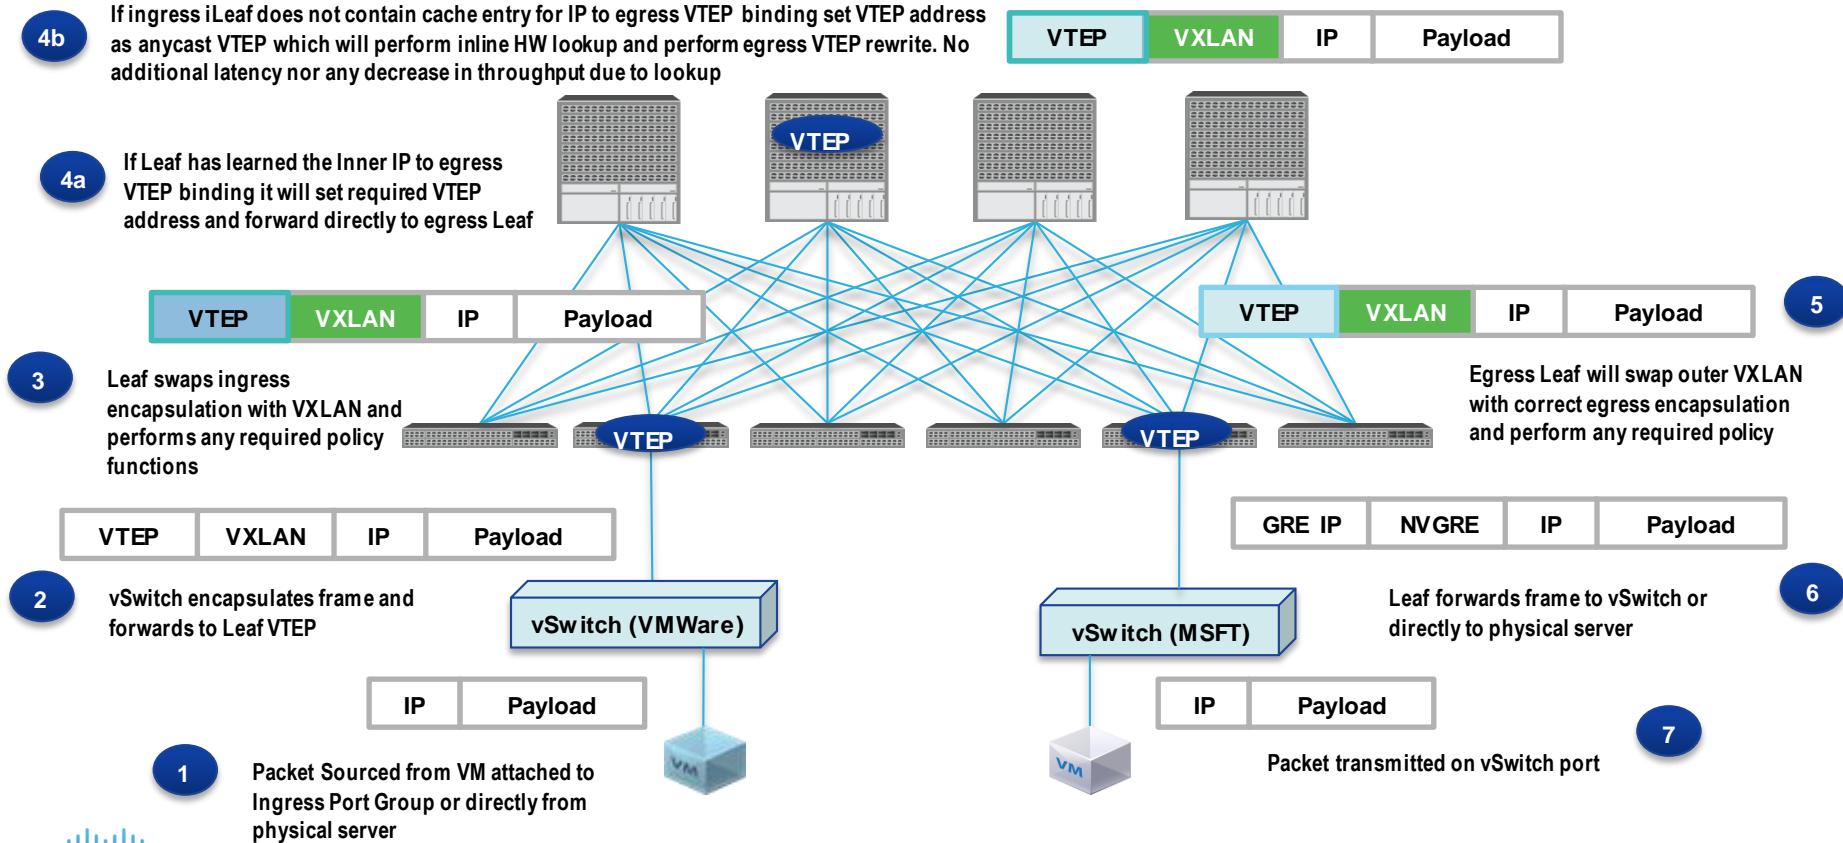 4b
If ingress iLeaf does not contain cache entry for IP to egress VTEP binding set VTEP address
as anycast VTEP which will perform inline HW lookup and perform egress VTEP rewrite. No
additional latency nor any decrease in throughput due to lookup
VTEP VXLAN IP Payload
VTEP
4a
If Leaf has learned the Inner IP to egress
VTEP binding it will set required VTEP
address and forward directly to egress Leaf
VTEP VXLAN IP Payload
VTEP VXLAN IP Payload
5
3
Leaf swaps ingress
encapsulation with VXLAN and
performs any required policy
functions
VTEP
VTEP
Egress Leaf will swap outer VXLAN
with correct egress encapsulation
and perform any required policy
VTEP VXLAN IP Payload
GRE IP NVGRE IP Payload
2
vSwitch encapsulates frame and
forwards to Leaf VTEP
vSwitch (VMWare)
vSwitch (MSFT)
Leaf forwards frame to vSwitch or
directly to physical server
6
IP Payload
IP Payload
VM
VM
1
Packet Sourced from VM attached to
Ingress Port Group or directly from
physical server
7
Packet transmitted on vSwitch port